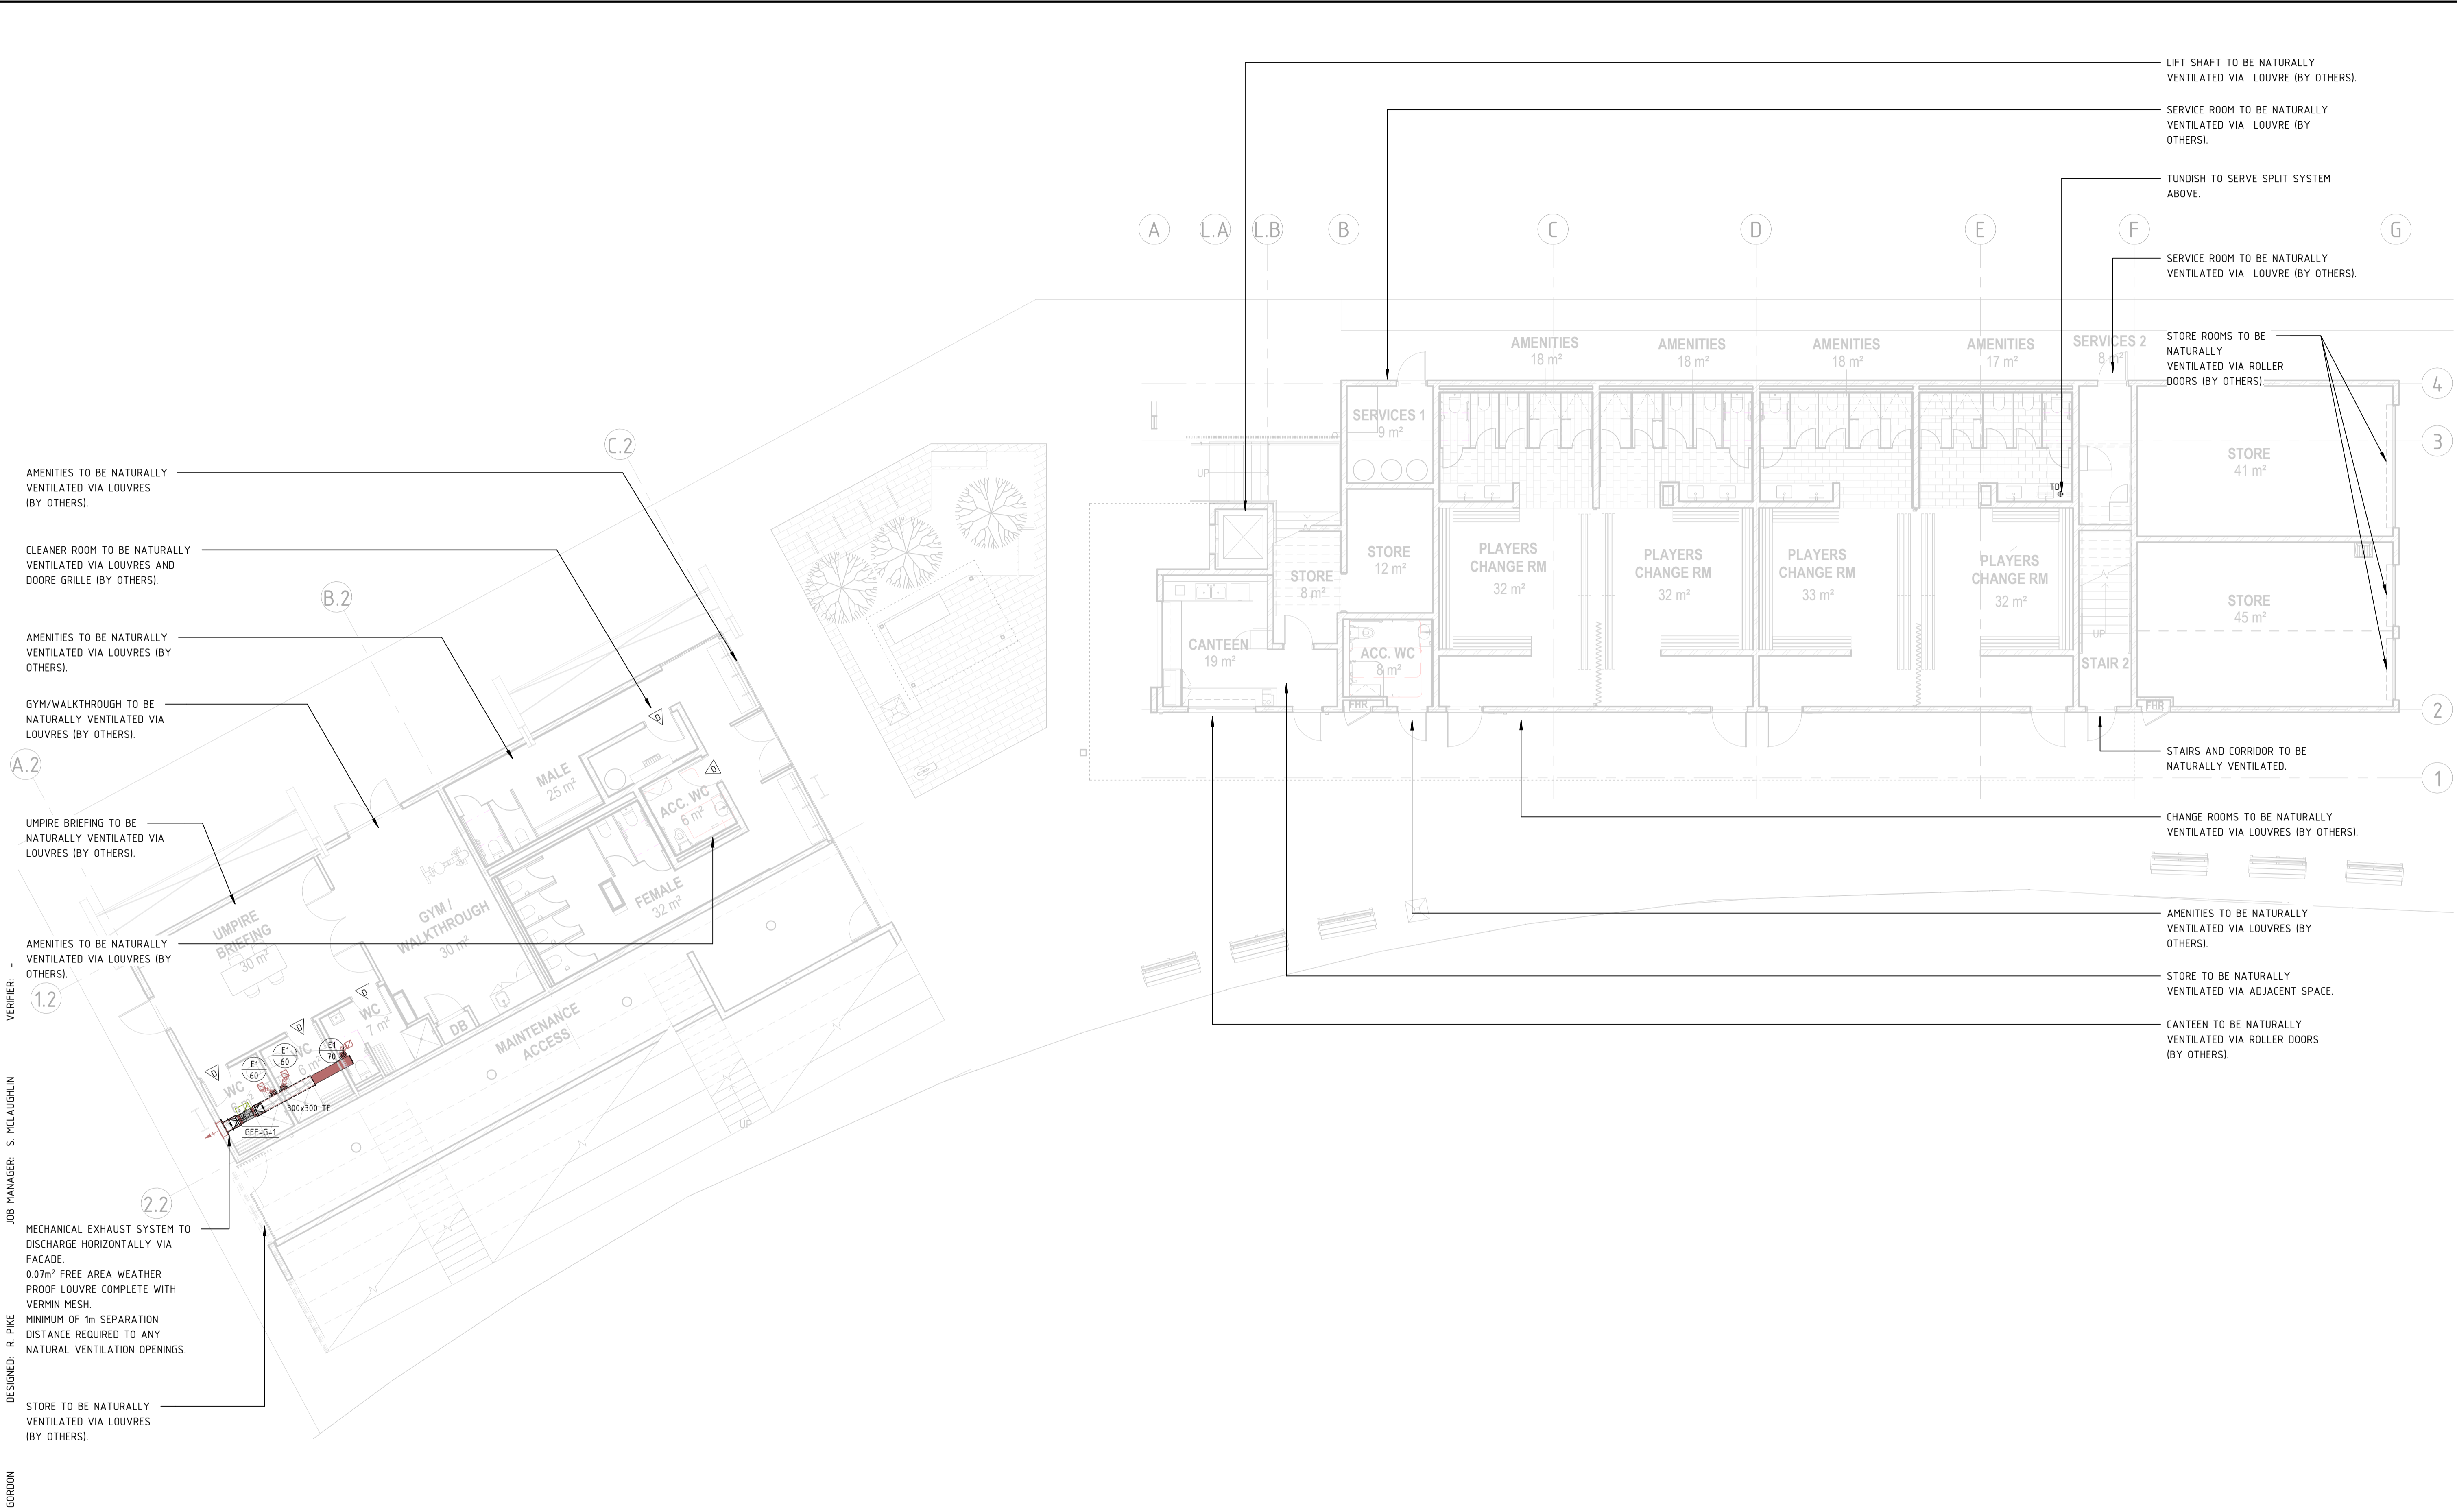 LIFT SHAFT TO BE NATURALLY
VENTILATED VIA LOUVRE (BY OTHERS).
SERVICE ROOM TO BE NATURALLY
VENTILATED VIA LOUVRE (BY
OTHERS).
TUNDISH TO SERVE SPLIT SYSTEM
ABOVE.
A
L.A
L.B
B
C
D
E
F
G
SERVICE ROOM TO BE NATURALLY
VENTILATED VIA LOUVRE (BY OTHERS).
STORE ROOMS TO BE
NATURALLY
VENTILATED VIA ROLLER
DOORS (BY OTHERS).
AMENITIES
18 m²
AMENITIES
18 m²
AMENITIES
18 m²
AMENITIES
17 m²
SERVICES 2
8 m²
4
3
2
1
SERVICES 1
9 m²
UP
STORE
41 m²
TD
STORE
12 m²
STORE
8 m²
PLAYERS
CHANGE RM
32 m²
PLAYERS
CHANGE RM
32 m²
PLAYERS
CHANGE RM
33 m²
PLAYERS
CHANGE RM
32 m²
STORE
45 m²
UP
STAIR 2
CANTEEN
19 m²
ACC. WC
8 m²
FHR
FHR
STAIRS AND CORRIDOR TO BE
NATURALLY VENTILATED.
CHANGE ROOMS TO BE NATURALLY
VENTILATED VIA LOUVRES (BY OTHERS).
AMENITIES TO BE NATURALLY
VENTILATED VIA LOUVRES (BY
OTHERS).
STORE TO BE NATURALLY
VENTILATED VIA ADJACENT SPACE.
CANTEEN TO BE NATURALLY
VENTILATED VIA ROLLER DOORS
(BY OTHERS).
C.2
B.2
A.2
1.2
2.2
AMENITIES TO BE NATURALLY
VENTILATED VIA LOUVRES
(BY OTHERS).
CLEANER ROOM TO BE NATURALLY
VENTILATED VIA LOUVRES AND
DOORE GRILLE (BY OTHERS).
AMENITIES TO BE NATURALLY
VENTILATED VIA LOUVRES (BY
OTHERS).
GYM/WALKTHROUGH TO BE
NATURALLY VENTILATED VIA
LOUVRES (BY OTHERS).
UMPIRE BRIEFING TO BE
NATURALLY VENTILATED VIA
LOUVRES (BY OTHERS).
AMENITIES TO BE NATURALLY
VENTILATED VIA LOUVRES (BY
OTHERS).
MALE
25 m²
D
D
ACC. WC
6 m²
FEMALE
32 m²
GYM /
WALKTHROUGH
30 m²
UMPIRE
BRIEFING
30 m²
DB
MAINTENANCE
ACCESS
D
WC
7 m²
D
WC
6 m²
D
WC
E1
60
E1
60
E1
70
300x300 TE
GEF-G-1
UP
MECHANICAL EXHAUST SYSTEM TO
DISCHARGE HORIZONTALLY VIA
FACADE.
0.07m² FREE AREA WEATHER
PROOF LOUVRE COMPLETE WITH
VERMIN MESH.
MINIMUM OF 1m SEPARATION
DISTANCE REQUIRED TO ANY
NATURAL VENTILATION OPENINGS.
STORE TO BE NATURALLY
VENTILATED VIA LOUVRES
(BY OTHERS).
VERIFIER: -
JOB MANAGER: S. MCLAUGHLIN
DESIGNED: R. PIKE
GORDON